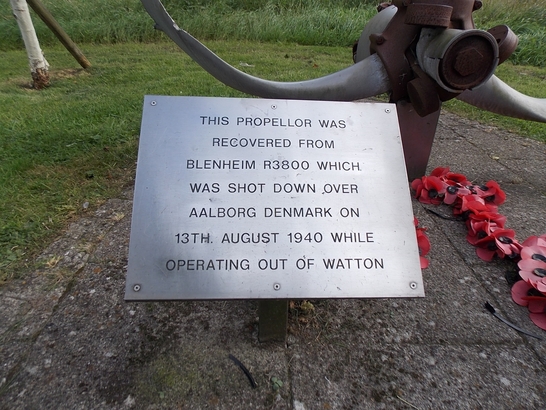 THIS PROPELLOR WAS
RECOVERED FROM
BLENHEIM R3800 WHICH
WAS SHOT DOWN OVER
AALBORG DENMARK ON
13TH. AUGUST 1940 WHILE
OPERATING OUT OF WATTON